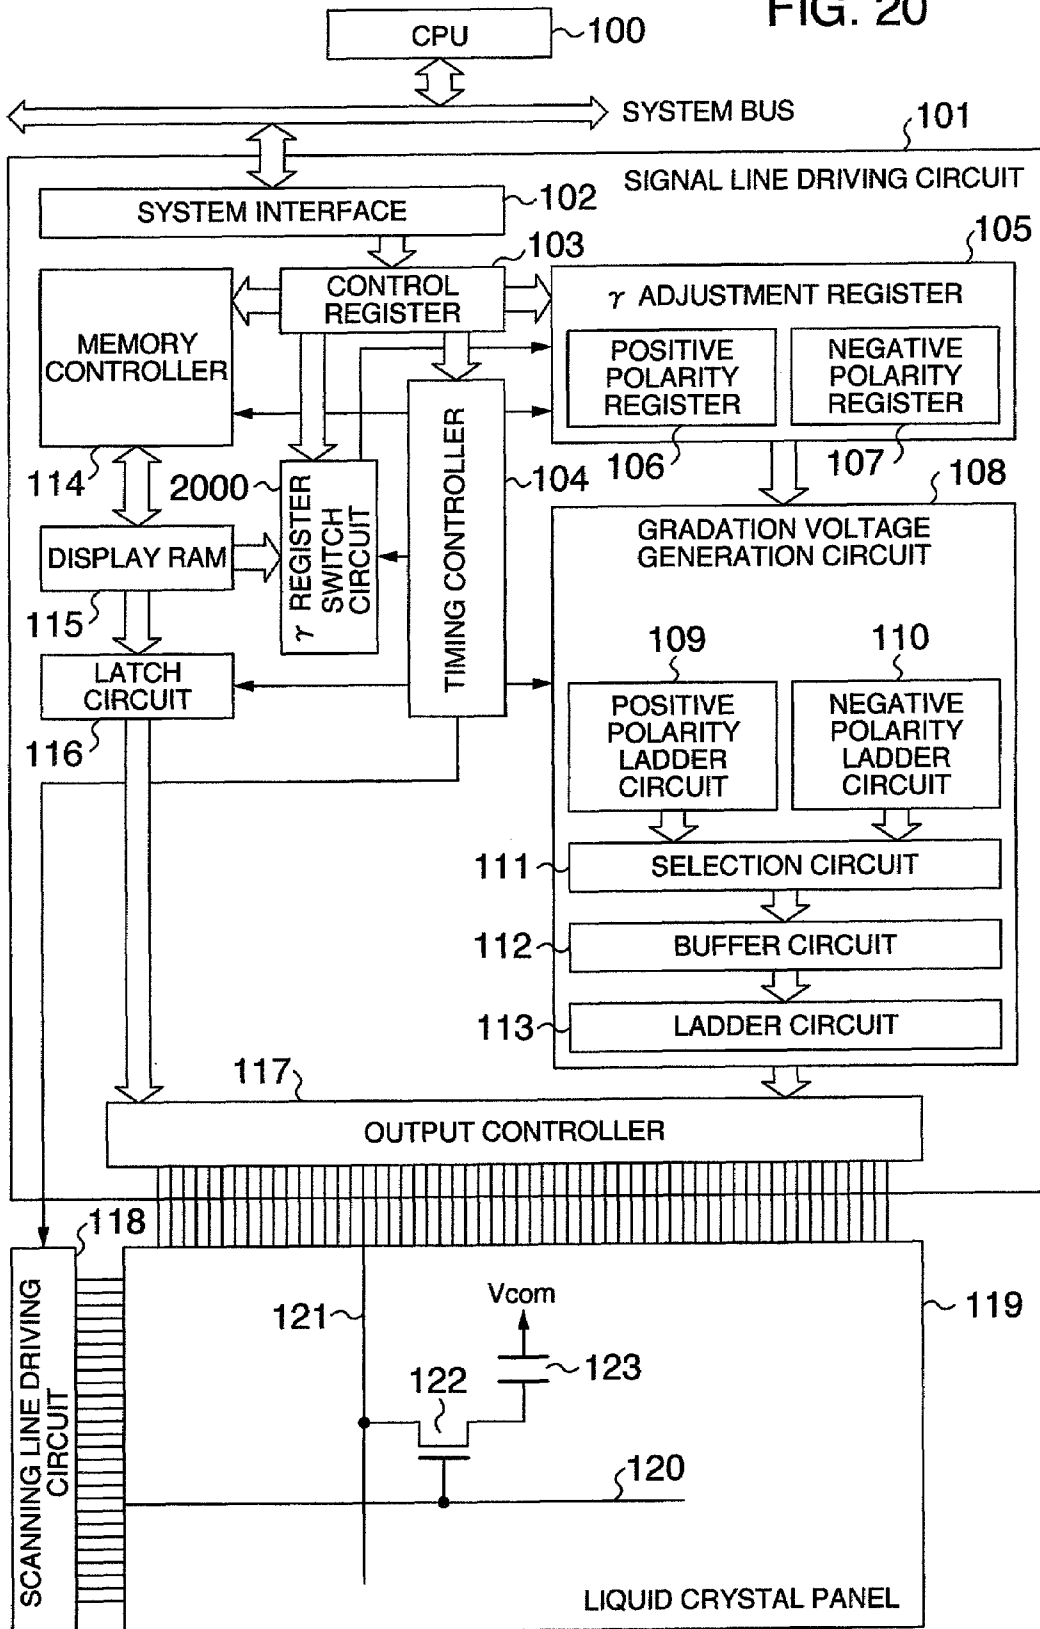 FIG. 20
CPU
100
SYSTEM BUS
101
SIGNAL LINE DRIVING CIRCUIT
SYSTEM INTERFACE
102
103
CONTROL
REGISTER
105
γ ADJUSTMENT REGISTER
POSITIVE
POLARITY
REGISTER
NEGATIVE
POLARITY
REGISTER
106
107
MEMORY
CONTROLLER
114
2000
γ REGISTER
SWITCH
CIRCUIT
TIMING CONTROLLER
104
108
GRADATION VOLTAGE
GENERATION CIRCUIT
DISPLAY RAM
115
LATCH
CIRCUIT
116
109
110
POSITIVE
POLARITY
LADDER
CIRCUIT
NEGATIVE
POLARITY
LADDER
CIRCUIT
111
SELECTION CIRCUIT
112
BUFFER CIRCUIT
113
LADDER CIRCUIT
117
OUTPUT CONTROLLER
118
SCANNING LINE DRIVING
CIRCUIT
Vcom
121
119
123
122
120
LIQUID CRYSTAL PANEL